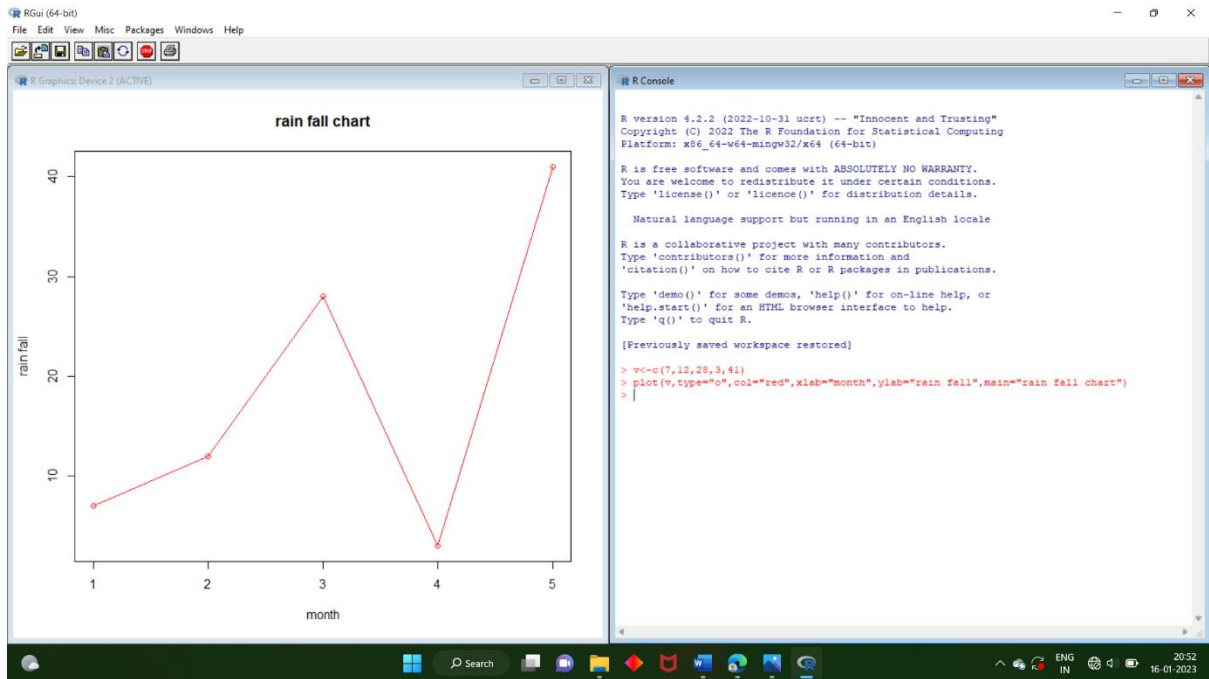 RGui (64-bit)
File Edit View Misc Packages Windows Help
STOP
R Graphics: Device 2 (ACTIVE)
rain fall chart
40
30
20
10
rain fall
1 2 3 4 5
month
R Console
R version 4.2.2 (2022-10-31 ucrt) -- "Innocent and Trusting"
Copyright (C) 2022 The R Foundation for Statistical Computing
Platform: x86_64-w64-mingw32/x64 (64-bit)
R is free software and comes with ABSOLUTELY NO WARRANTY.
You are welcome to redistribute it under certain conditions.
Type 'license()' or 'licence()' for distribution details.
Natural language support but running in an English locale
R is a collaborative project with many contributors.
Type 'contributors()' for more information and
'citation()' on how to cite R or R packages in publications.
Type 'demo()' for some demos, 'help()' for on-line help, or
'help.start()' for an HTML browser interface to help.
Type 'q()' to quit R.
[Previously saved workspace restored]
> v<-c(7,12,28,3,41)
> plot(v,type="o",col="red",xlab="month",ylab="rain fall",main="rain fall chart")
>
Search
ENG
IN
20:52
16-01-2023